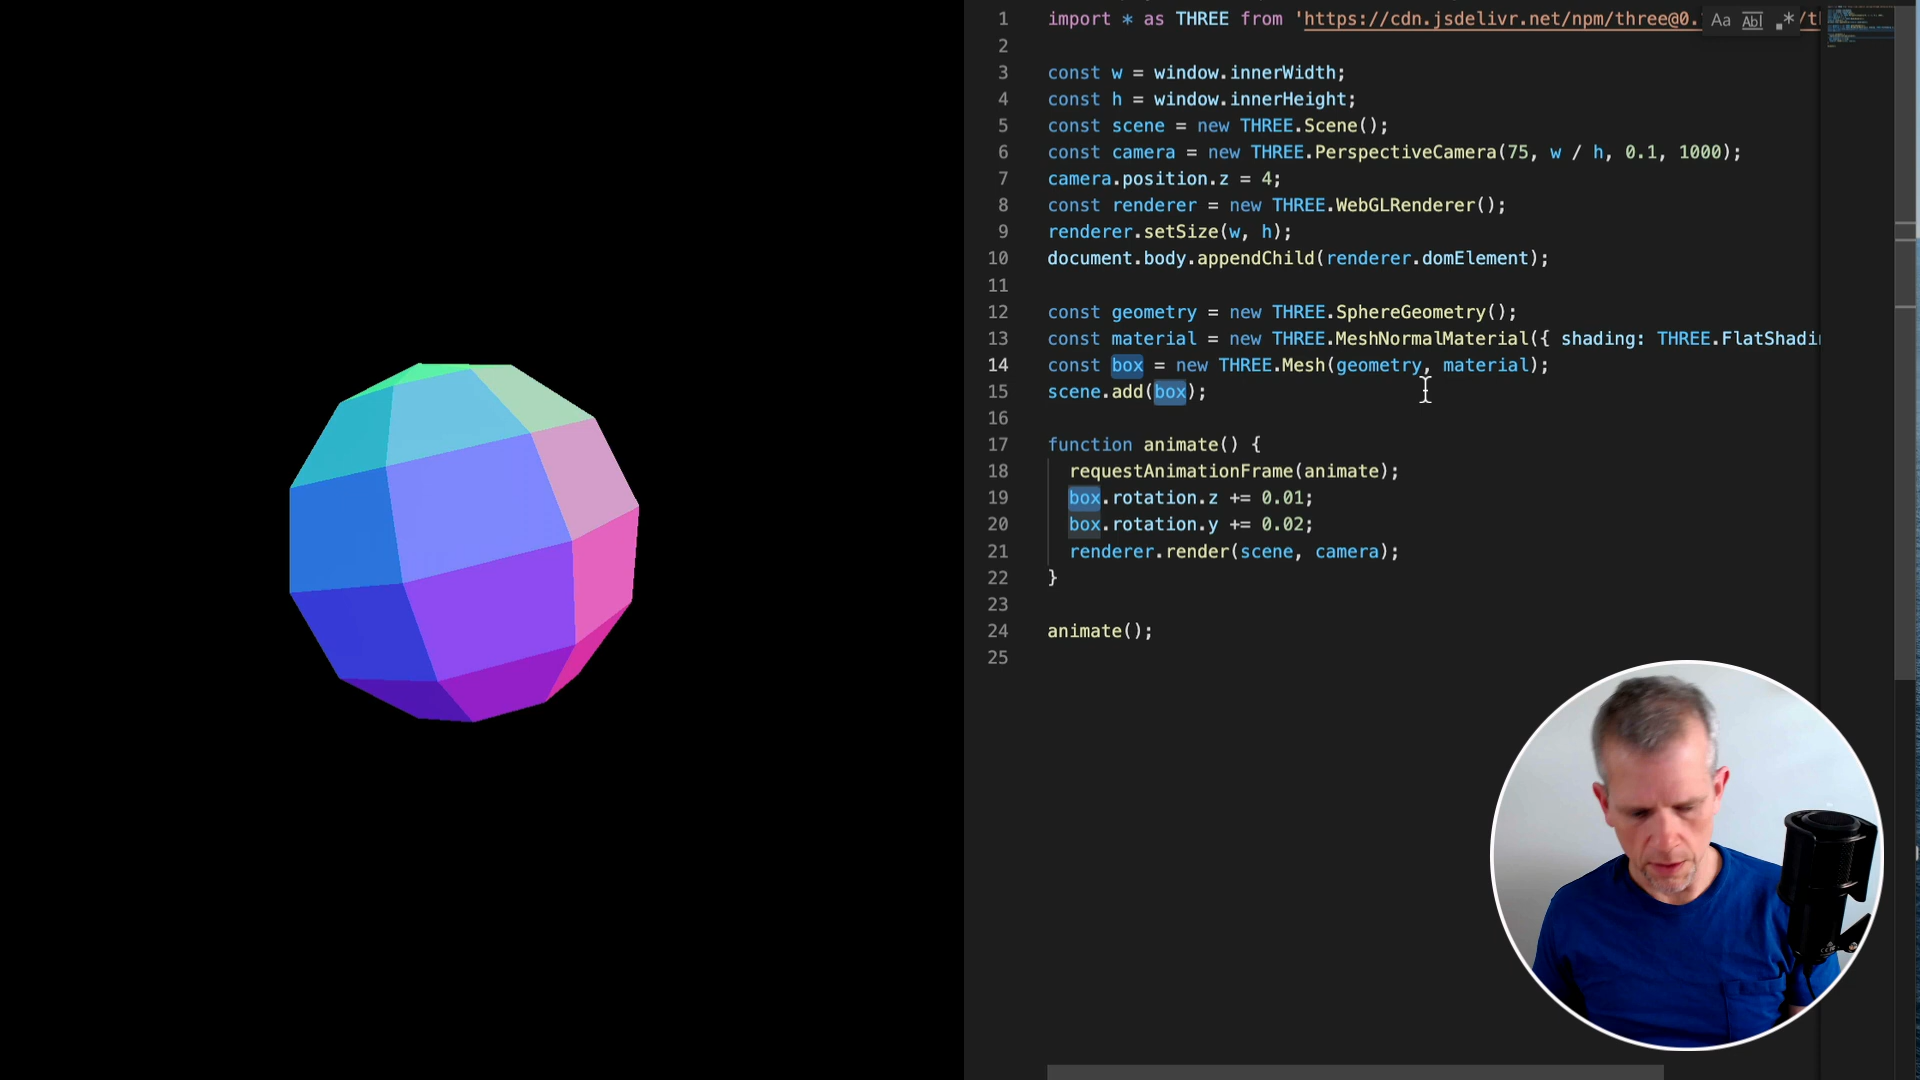 1 import * as THREE from 'https://cdn.jsdelivr.net/npm/three@0.
Aa Abl .*
2
3 const w = window.innerWidth;
4 const h = window.innerHeight;
5 const scene = new THREE.Scene();
6 const camera = new THREE.PerspectiveCamera(75, w / h, 0.1, 1000);
7 camera.position.z = 4;
8 const renderer = new THREE.WebGLRenderer();
9 renderer.setSize(w, h);
10 document.body.appendChild(renderer.domElement);
11
12 const geometry = new THREE.SphereGeometry();
13 const material = new THREE.MeshNormalMaterial({ shading: THREE.FlatShadin
14 const box = new THREE.Mesh(geometry, material);
15 scene.add(box);
16
17 function animate() {
18 requestAnimationFrame(animate);
19 box.rotation.z += 0.01;
20 box.rotation.y += 0.02;
21 renderer.render(scene, camera);
22 }
23
24 animate();
25